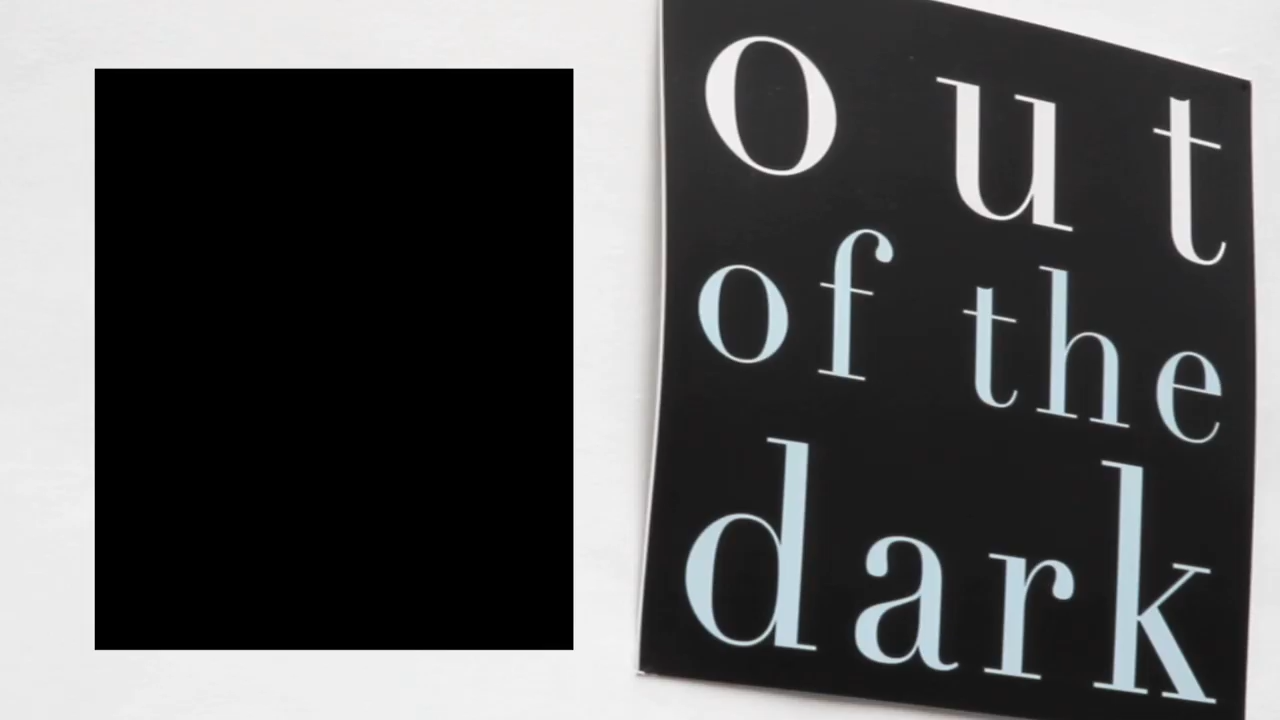 out
of the
dark